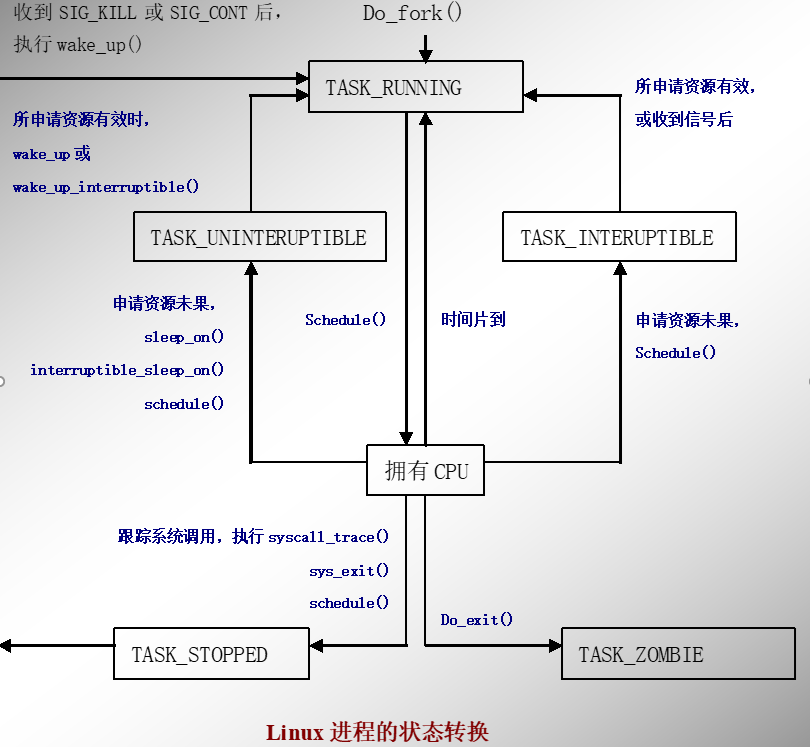 收到 SIG_KILL 或 SIG_CONT 后，
执行 wake_up()
Do_fork()
TASK_RUNNING
所申请资源有效时，
wake_up 或
wake_up_interruptible()
所申请资源有效，
或收到信号后
TASK_UNINTERUPTIBLE
TASK_INTERUPTIBLE
申请资源未果，
sleep_on()
interruptible_sleep_on()
schedule()
Schedule()
时间片到
申请资源未果，
Schedule()
拥有 CPU
跟踪系统调用，执行 syscall_trace()
sys_exit()
schedule()
Do_exit()
TASK_STOPPED
TASK_ZOMBIE
Linux 进程的状态转换